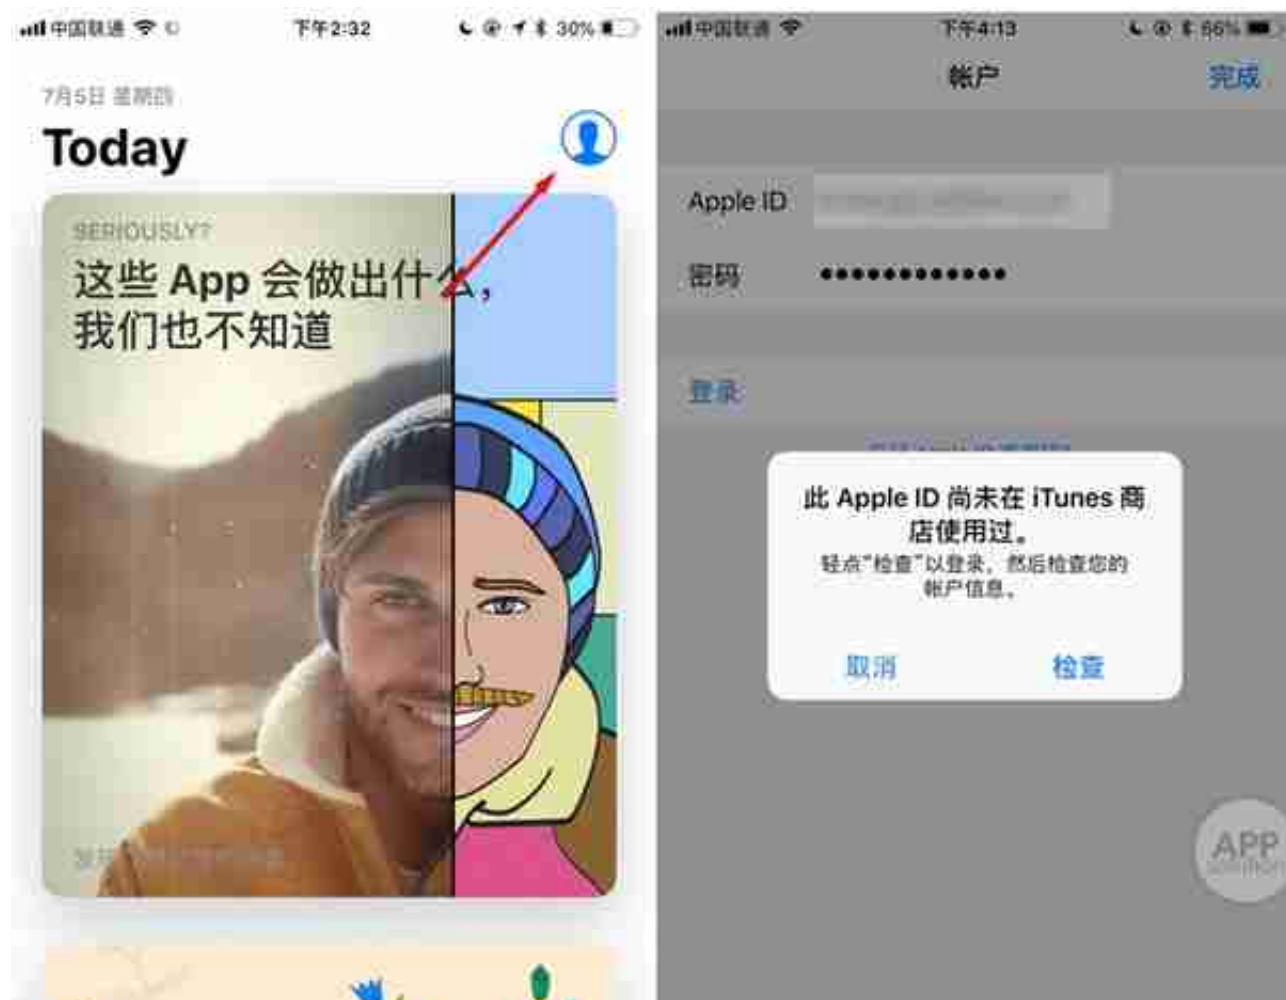 中国联通
下午2:32
30%
7月5日 星期四
Today
SERIOUSLY?
这些 App 会做出什么，
我们也不知道
中国联通
下午4:13
66%
帐户
完成
Apple ID
密码
登录
此 Apple ID 尚未在 iTunes 商
店使用过。
轻点“检查”以登录，然后检查您的
帐户信息。
取消
检查
APP